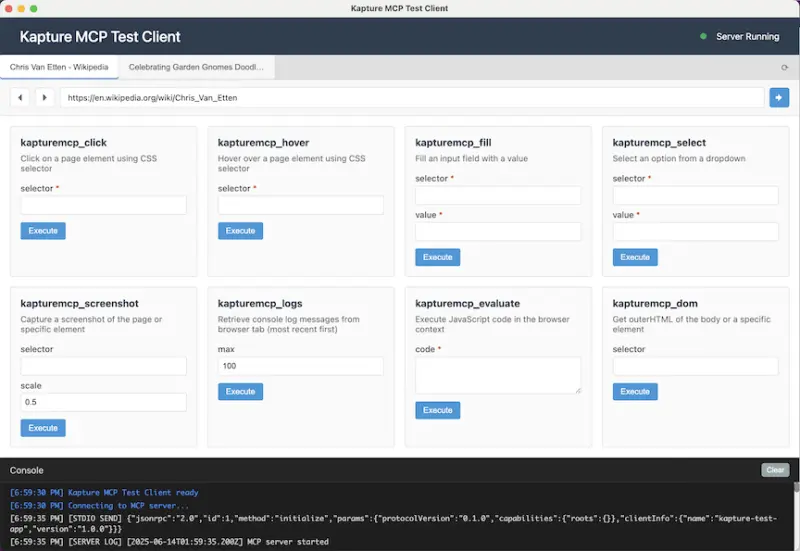 Kapture MCP Test Client
Kapture MCP Test Client
Server Running
Chris Van Etten - Wikipedia
Celebrating Garden Gnomes Doodl...
https://en.wikipedia.org/wiki/Chris_Van_Etten
kapturemcp_click
Click on a page element using CSS
selector
selector *
Execute
kapturemcp_hover
Hover over a page element using CSS
selector
selector *
Execute
kapturemcp_fill
Fill an input field with a value
selector *
value *
Execute
kapturemcp_select
Select an option from a dropdown
selector *
value *
Execute
kapturemcp_screenshot
Capture a screenshot of the page or
specific element
selector
scale
0.5
Execute
kapturemcp_logs
Retrieve console log messages from
browser tab (most recent first)
max
100
Execute
kapturemcp_evaluate
Execute JavaScript code in the browser
context
code *
Execute
kapturemcp_dom
Get outerHTML of the body or a specific
element
selector
Execute
Console
Clear
[6:59:30 PM] Kapture MCP Test Client ready
[6:59:30 PM] Connecting to MCP server...
[6:59:35 PM] [STDIO SEND] {"jsonrpc":"2.0","id":1,"method":"initialize","params":{"protocolVersion":"0.1.0","capabilities":{"roots":{}},"clientInfo":{"name":"kapture-test-
app","version":"1.0.0"}}}
[6:59:35 PM] [SERVER LOG] [2025-06-14T01:59:35.200Z] MCP server started